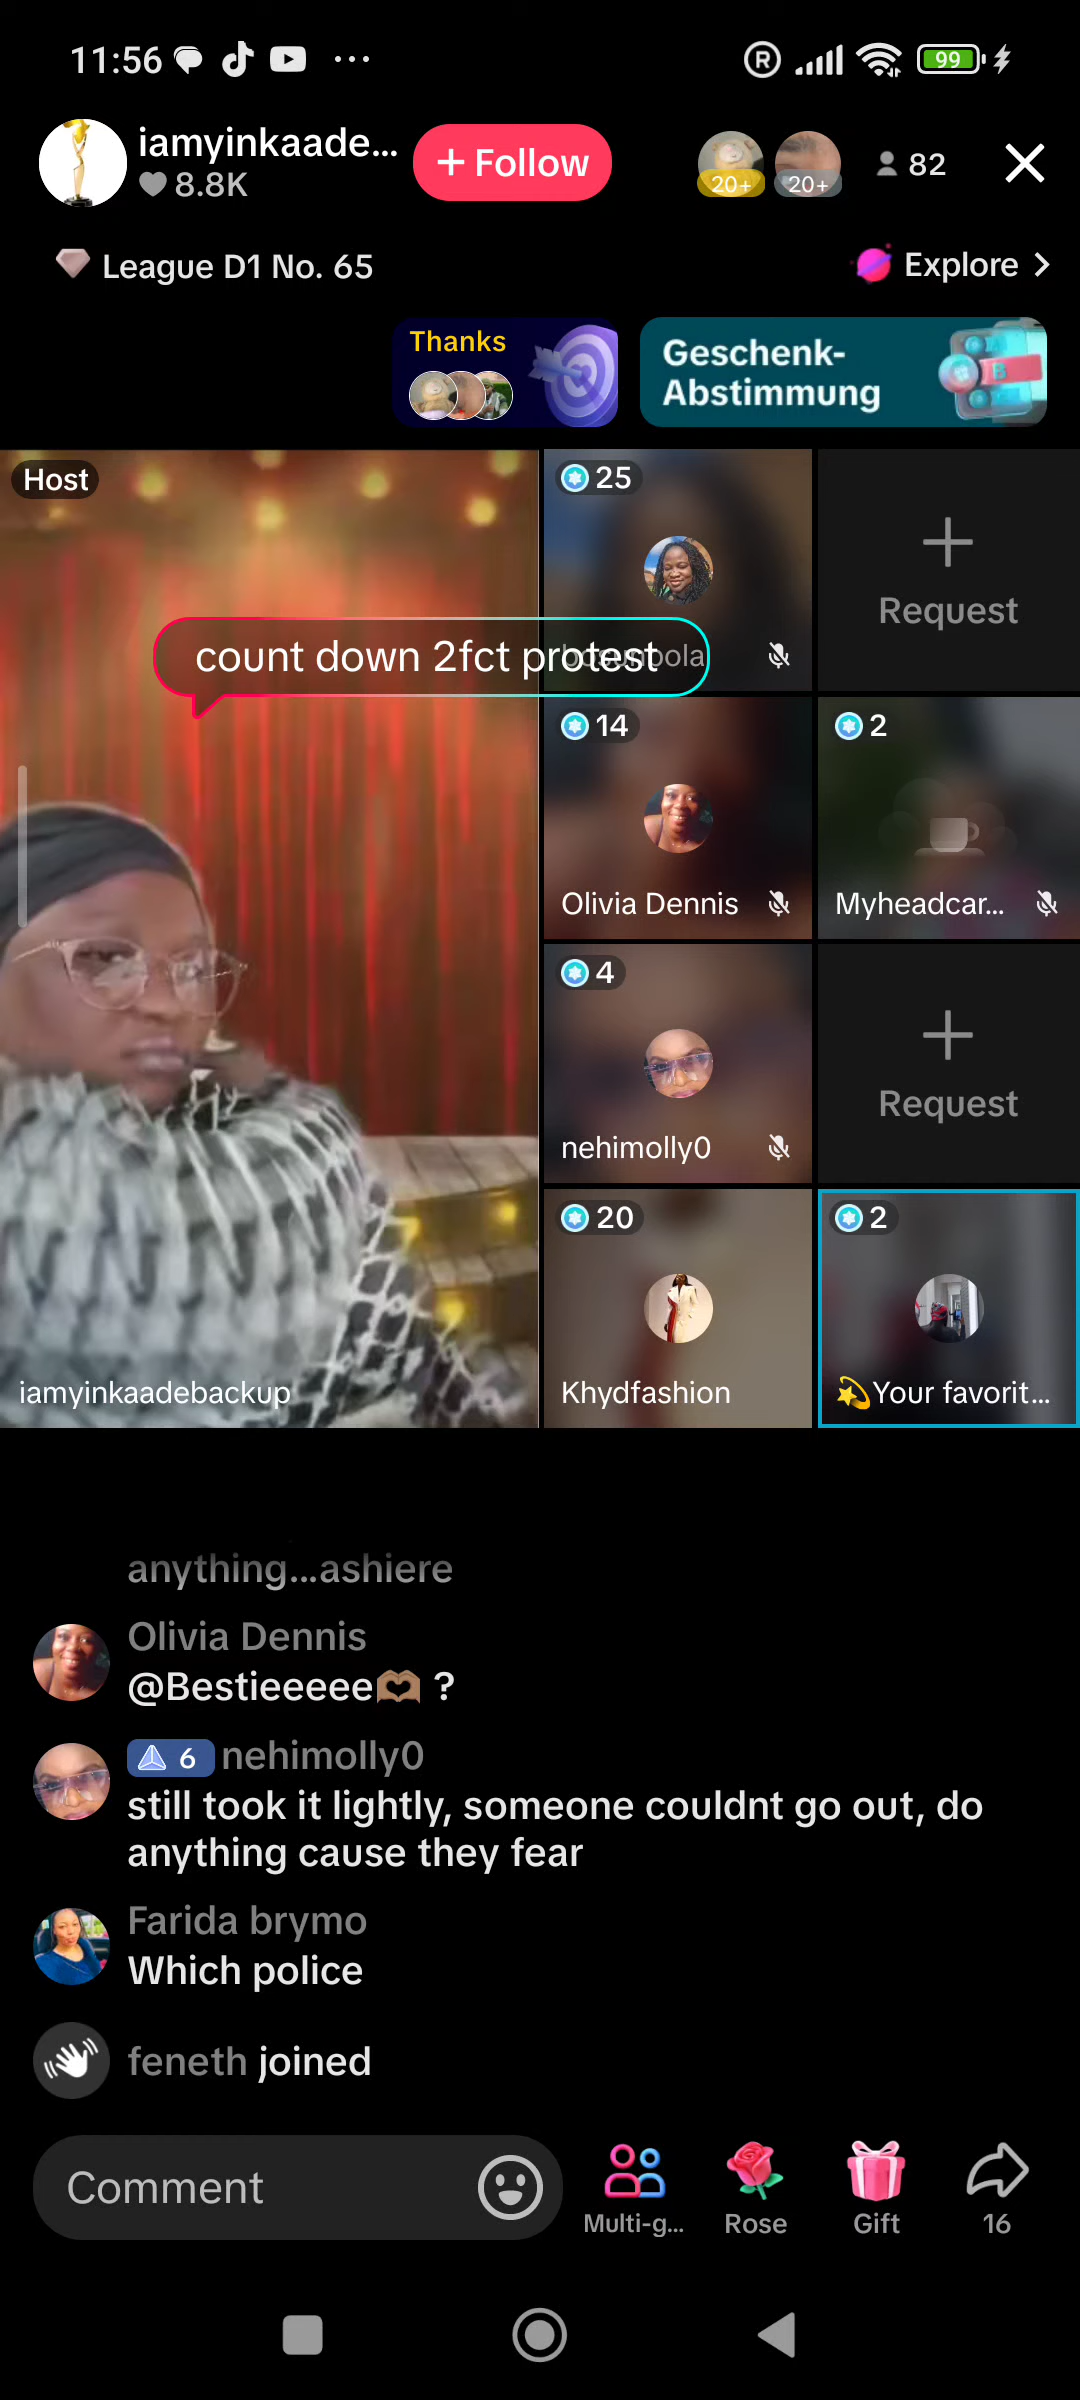 11:56
99
iamyinkaade...
8.8K
+ Follow
20+
20+
82
League D1 No. 65
Explore >
Thanks
Geschenk-
Abstimmung
Host
25
Request
count down 2fct protest
14
Olivia Dennis
2
Myheadcar...
4
nehimolly0
Request
20
Khydfashion
2
💫Your favorit...
iamyinkaadebackup
anything...ashiere
Olivia Dennis
@Bestieeeee🫶🏽 ?
6 nehimolly0
still took it lightly, someone couldnt go out, do
anything cause they fear
Farida brymo
Which police
feneth joined
Comment
Multi-g...
Rose
Gift
16